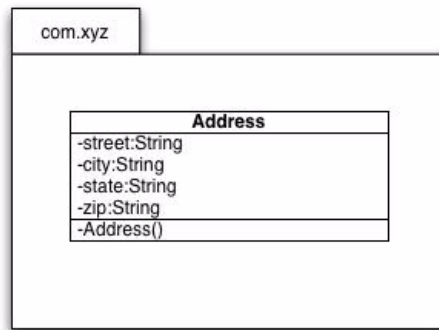 com.xyz
Address
-street:String
-city:String
-state:String
-zip:String
-Address()